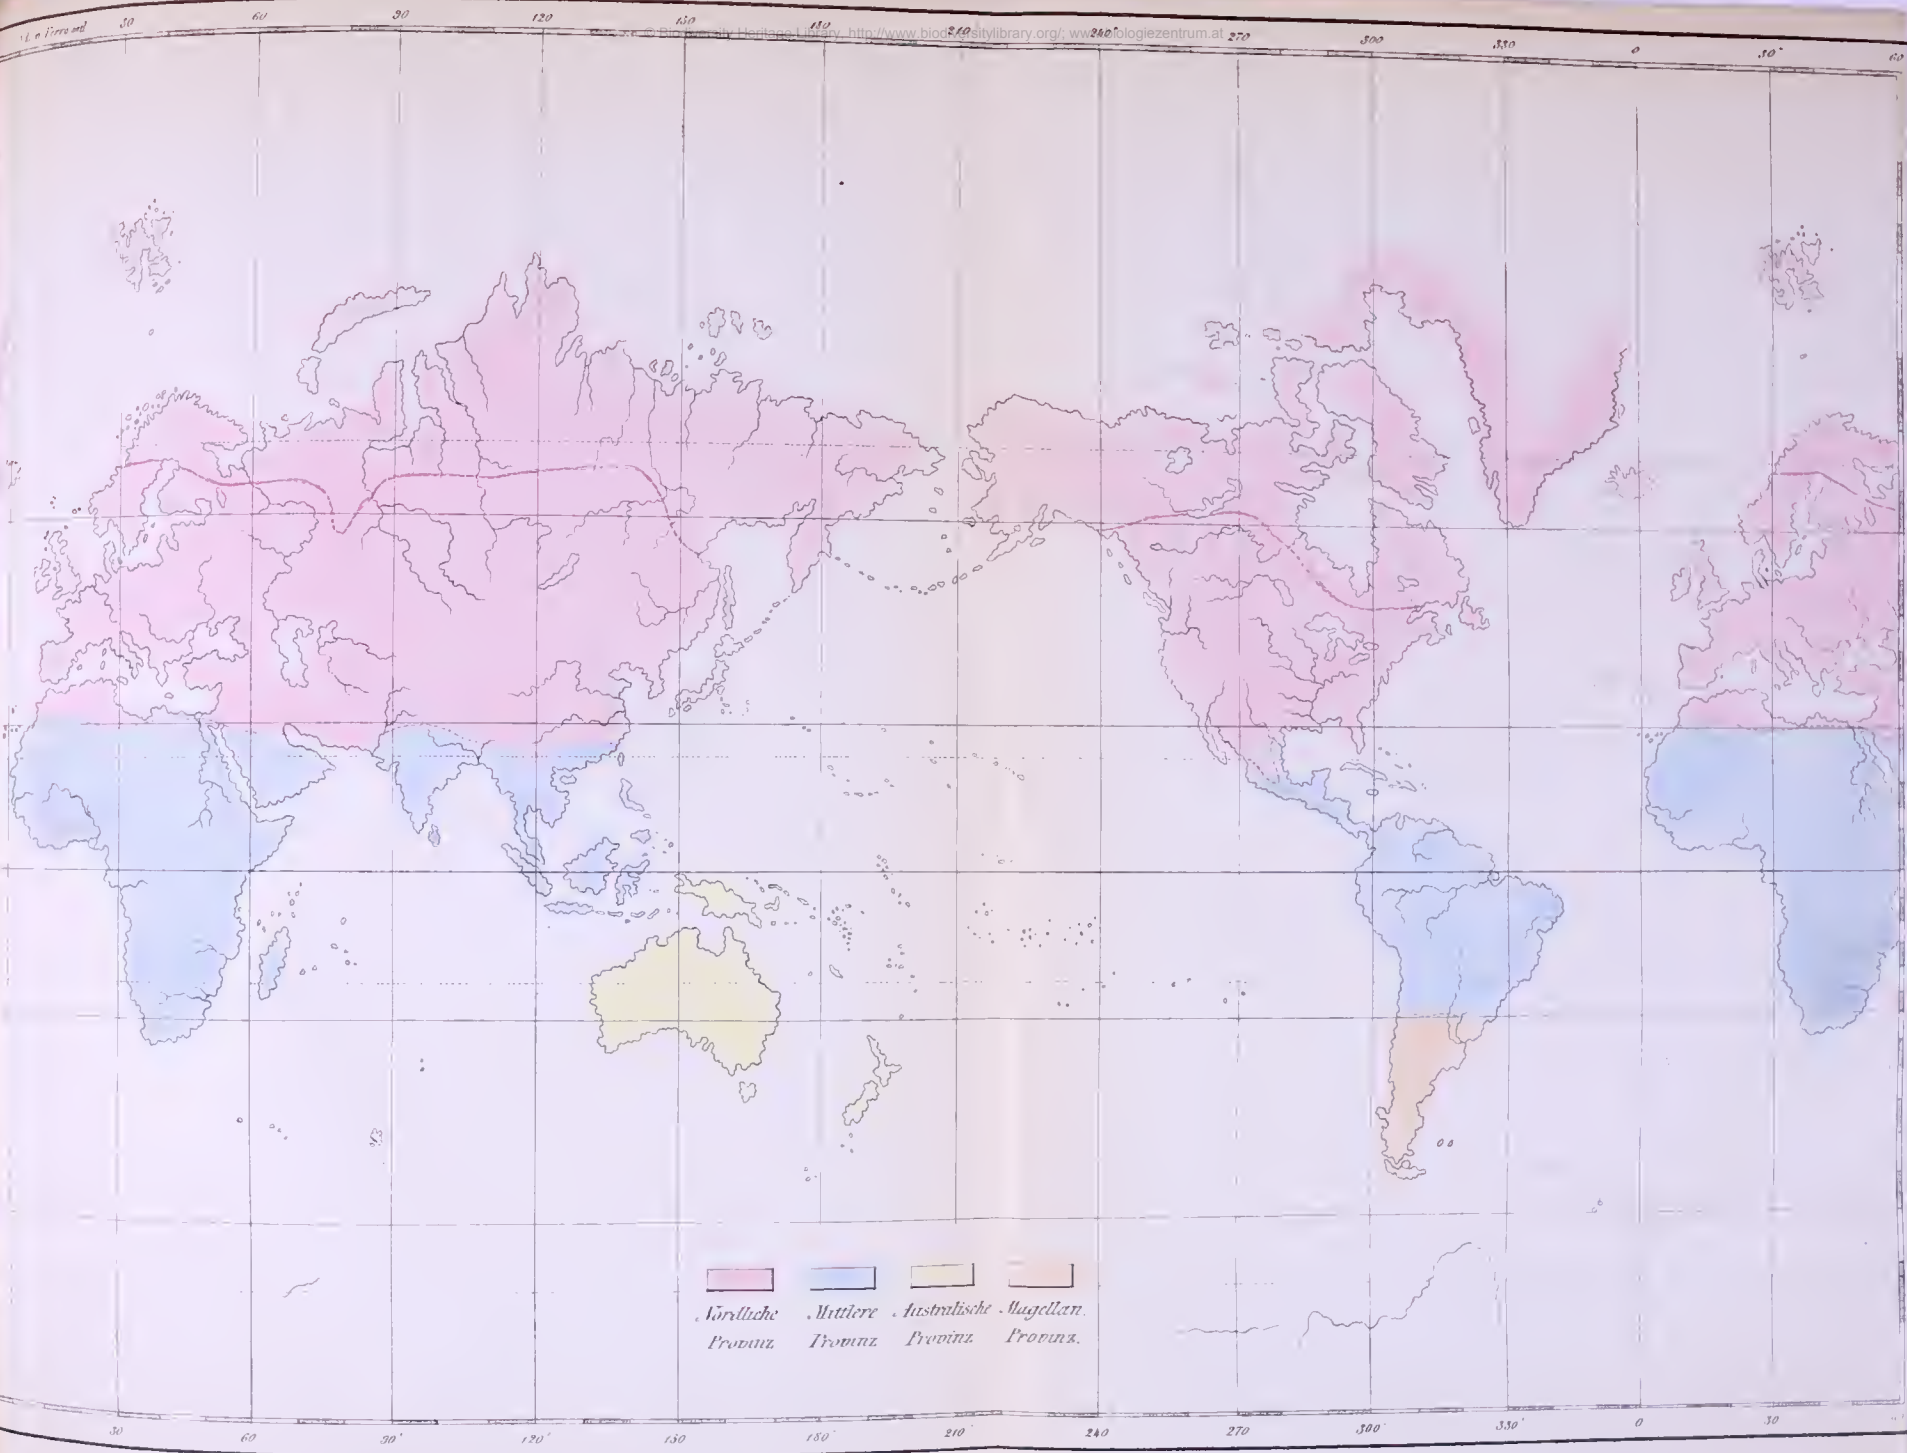 © Biodiversity Heritage Library, http://www.biodiversitylibrary.org/; www.biologiezentrum.at
30 60 90 120 150 180 210 240 270 300 330 0 30 60
Nördliche Mittlere Australische Magellan.
Provinz Provinz Provinz Provinz.
30 60 90 120 150 180 210 240 270 300 330 0 30